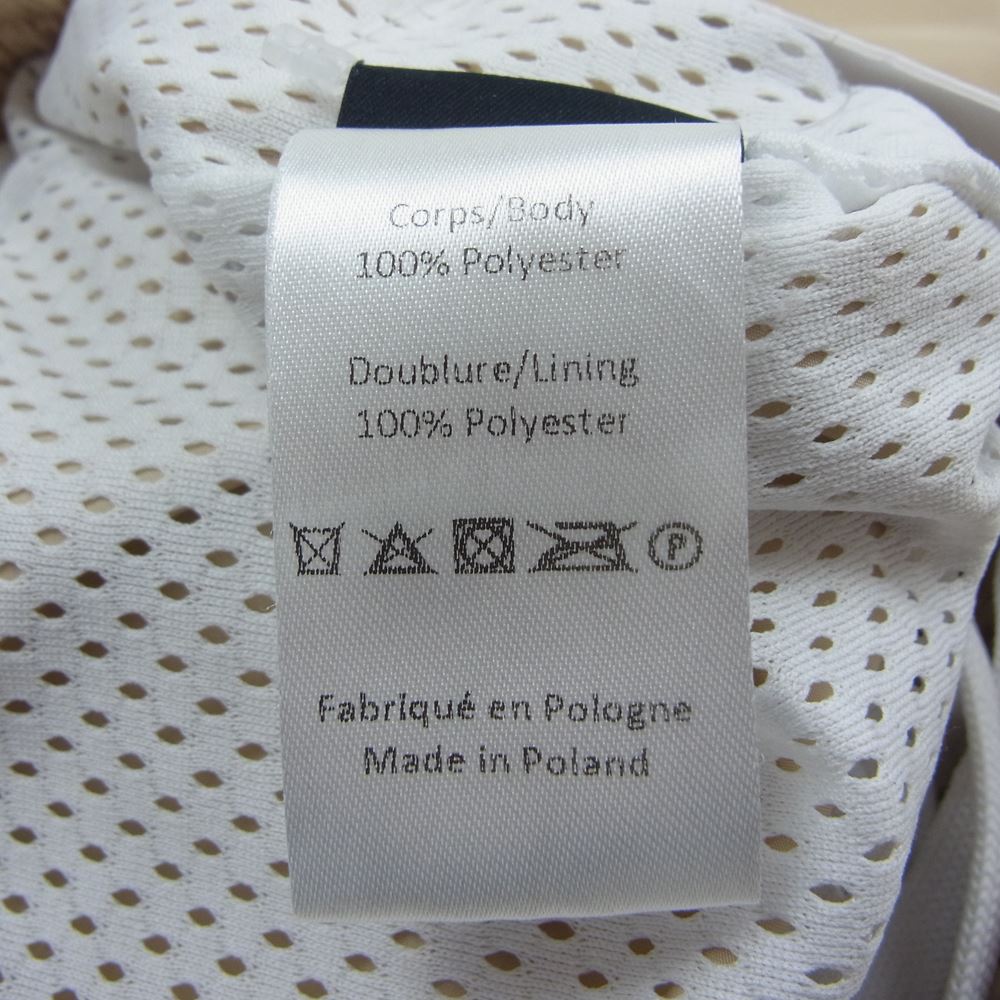 Corps/Body
100% Polyester
Doublure/Lining
100% Polyester
P
Fabriqué en Pologne
Made in Poland